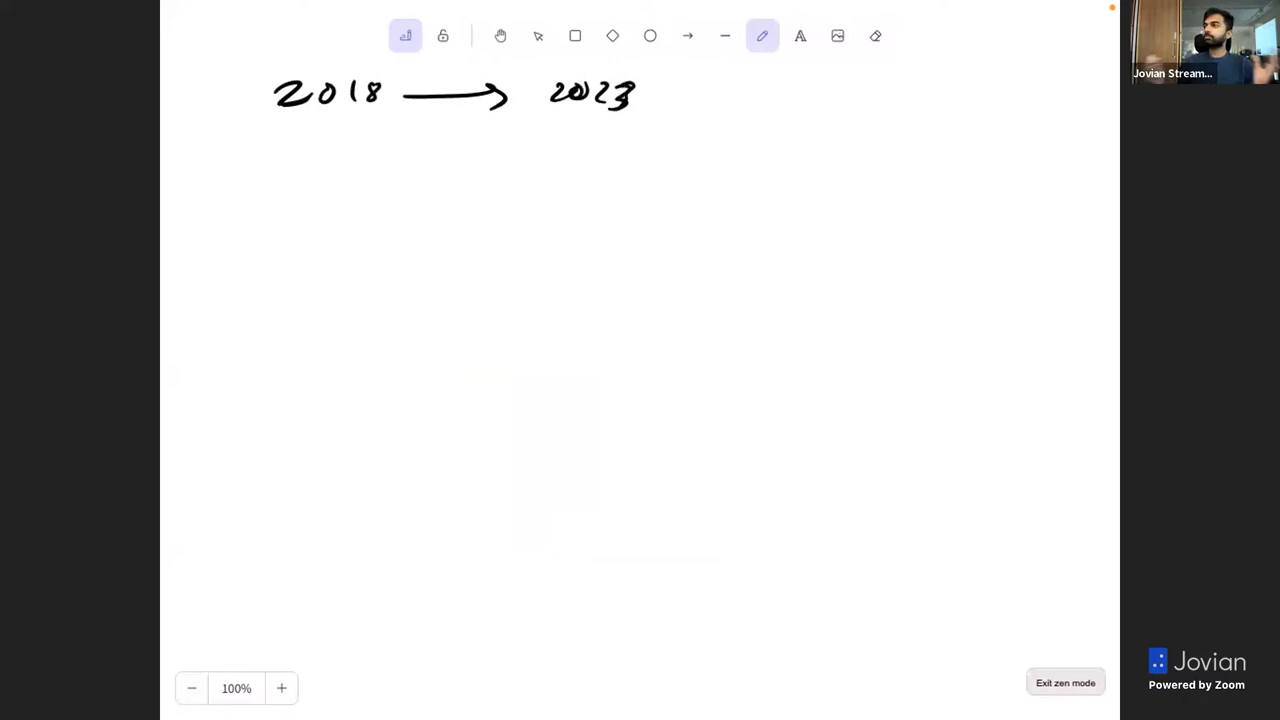 2018 → 2023
Jovian Stream...
100%
Exit zen mode
Jovian
Powered by Zoom